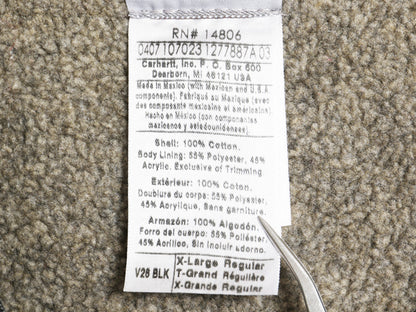 RN# 14806
0407107023 1277887A 03
Carhartt, Inc. P. O. Box 600
Dearborn, MI 48121 USA
Made in Mexico (with Mexican and U.S.A
components). Fabriqué au Mexique (avec
des composants mexicains et américains).
Hecho en México (con componentes
mexicanos y estadounidenses).
Shell: 100% Cotton.
Body Lining: 55% Polyester, 45%
Acrylic, Exclusive of Trimming
Extérieur: 100% Coton.
Doublure du corps: 55% Polyester,
45% Acrylique, Sans garniture.
Armazón: 100% Algodón.
Forro del cuerpo: 55% Poliéster,
45% Acrílico, Sin incluir adorno.
V26 BLK
X-Large Regular
T-Grand Régulière
X-Grande Regular